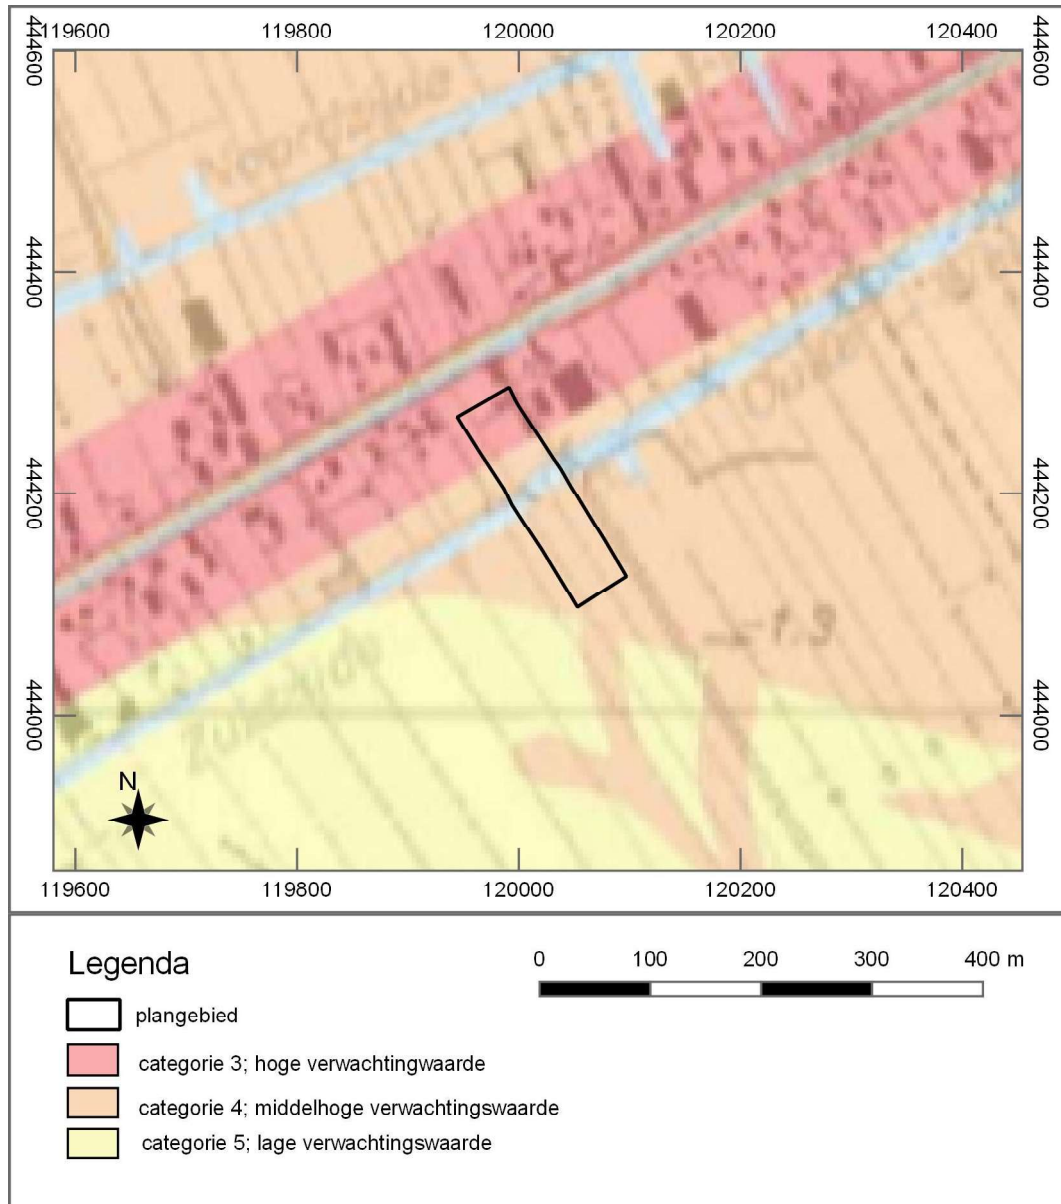 119600 119800 120000 120200 120400
444600 444600
444400 444400
444200 444200
1.3
444000 444000
Zuidzijde
N
119600 119800 120000 120200 120400
Legenda
0 100 200 300 400 m
plangebied
categorie 3; hoge verwachtingwaarde
categorie 4; middelhoge verwachtingswaarde
categorie 5; lage verwachtingswaarde